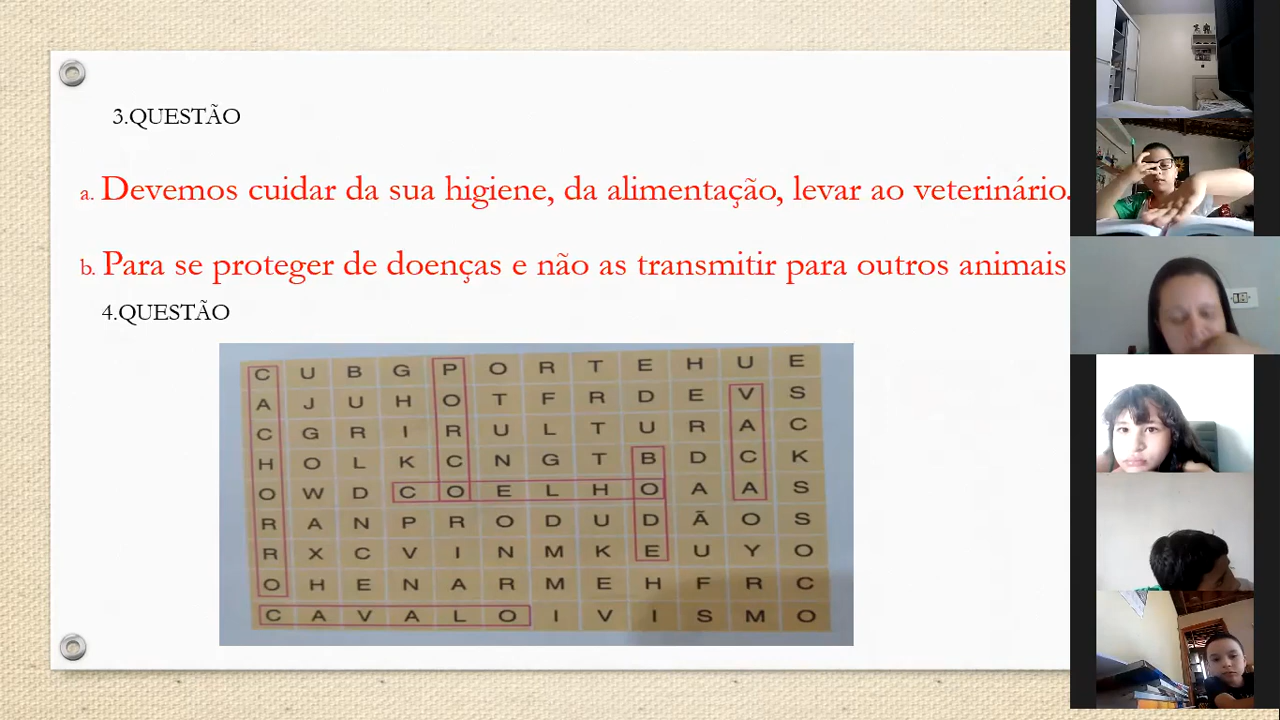 3.QUESTÃO
a. Devemos cuidar da sua higiene, da alimentação, levar ao veterinário.
b. Para se proteger de doenças e não as transmitir para outros animais
4.QUESTÃO
C U B G P O R T E H U E
A J U H O T F R D E V S
C G R I R U L T U R A C
H O L K C N G T B D C K
O W D C O E L H O A A S
R A N P R O D U D Ã O S
R X C V I N M K E U Y O
O H E N A R M E H F R C
C A V A L O I V I S M O